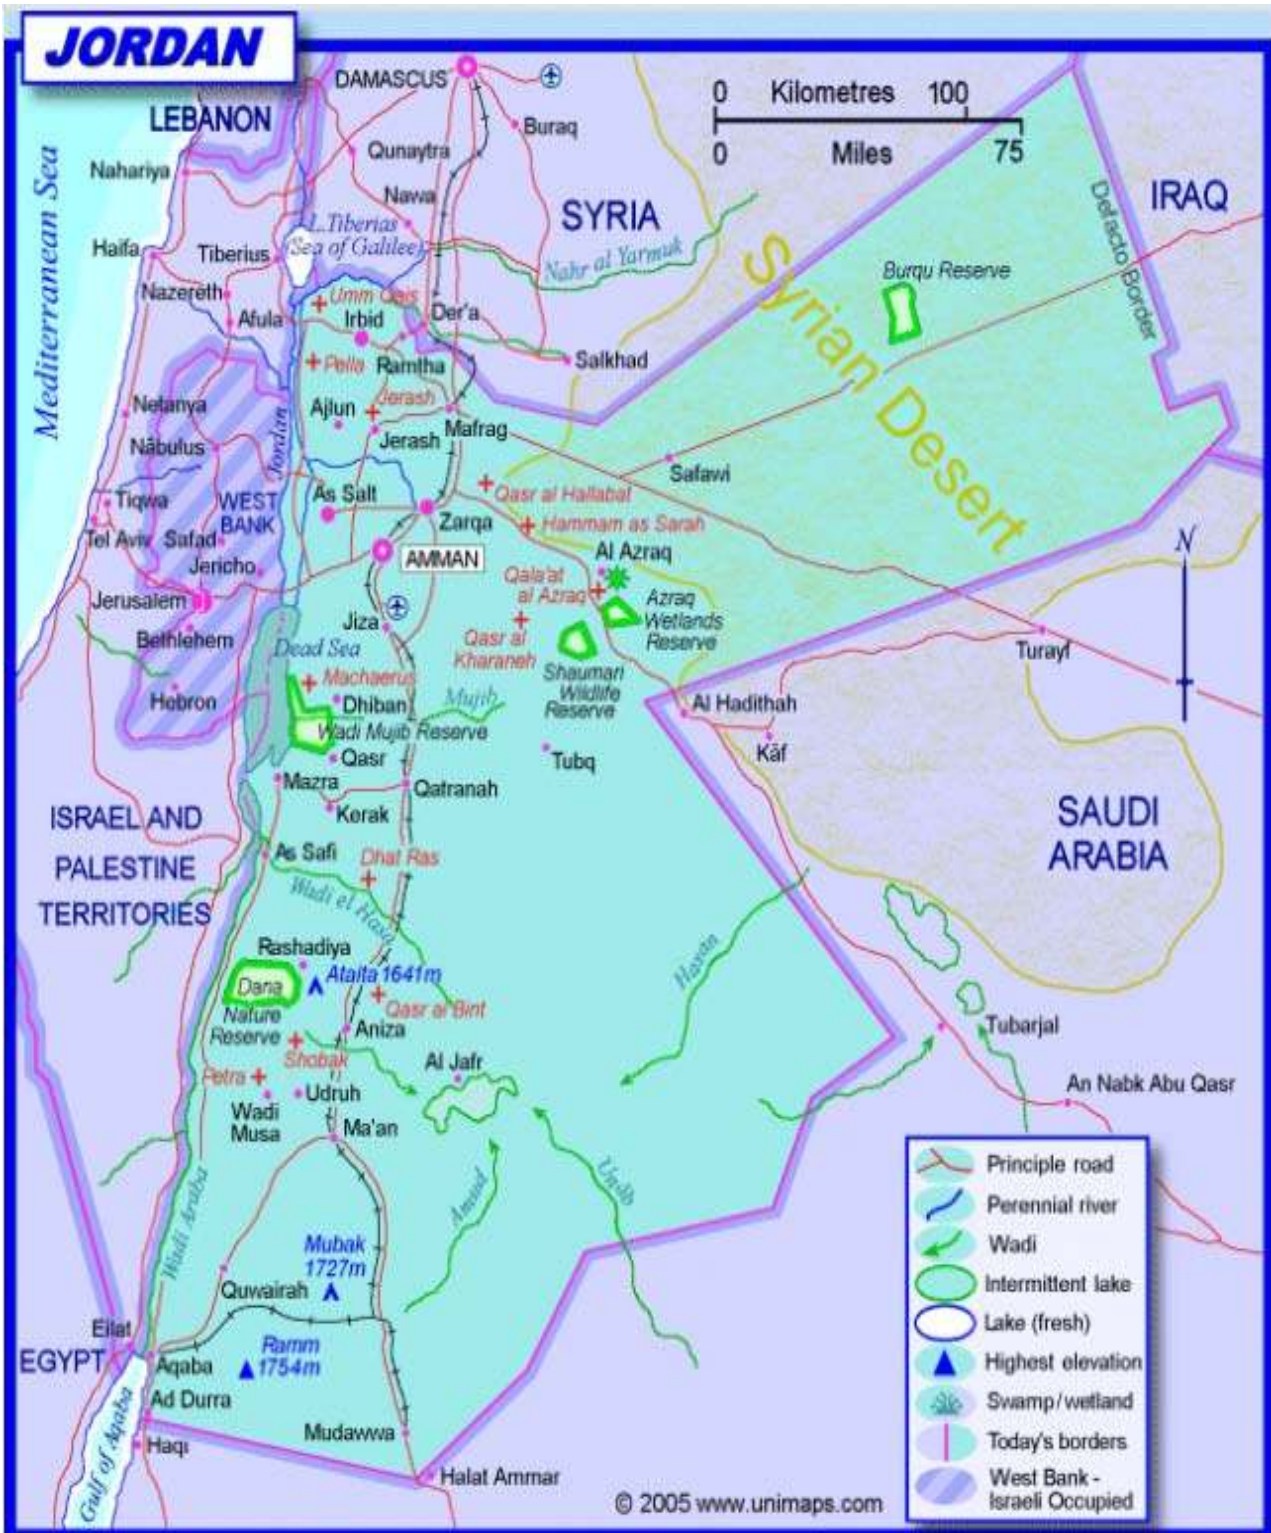 JORDAN
DAMASCUS
LEBANON
0 Kilometres 100
0 Miles 75
Buraq
Qunaytra
Nahariya
Nawa
SYRIA
IRAQ
Mediterranean Sea
L.Tiberias
(Sea of Galilee)
Haifa
Tiberius
Nahr al Yarmuk
Defacto Border
Burqu Reserve
Nazereth
Umm Qais
Irbid
Der'a
Afula
Syrian Desert
Pella
Ramtha
Salkhad
Netanya
Ajlun
Jerash
Jerash
Mafrag
Nābulus
Jordan
Safawi
As Salt
Qasr al Hallabat
Tiqwa
WEST
BANK
Zarqa
Hammam as Sarah
Tel Aviv
Safad
AMMAN
Al Azraq
N
Jericho
Qala'at
al Azraq
Jerusalem
Jiza
Azraq
Wetlands
Reserve
Bethlehem
Dead Sea
Qasr al
Kharaneh
Turayf
Machaerus
Shaumari
Wildlife
Reserve
Hebron
Dhiban
Mujib
Al Hadithah
Wadi Mujib Reserve
Kāf
Qasr
Tubq
Mazra
Qatranah
Kerak
ISRAEL AND
PALESTINE
TERRITORIES
SAUDI
ARABIA
As Safi
Dhat Ras
Wadi el Hasa
Rashadiya
Ataita 1641m
Hasan
Dana
Nature
Reserve
Qasr al Bint
Aniza
Tubarjal
Shobak
Al Jafr
Petra
Udruh
An Nabk Abu Qasr
Wadi
Musa
Ma'an
Wadi Araba
Mubak
1727m
Quwairah
Eilat
Ramm
1754m
EGYPT
Aqaba
Ad Durra
Gulf of Aqaba
Haqi
Mudawwa
Halat Ammar
Principle road
Perennial river
Wadi
Intermittent lake
Lake (fresh)
Highest elevation
Swamp/wetland
Today's borders
West Bank -
Israeli Occupied
© 2005 www.unimaps.com